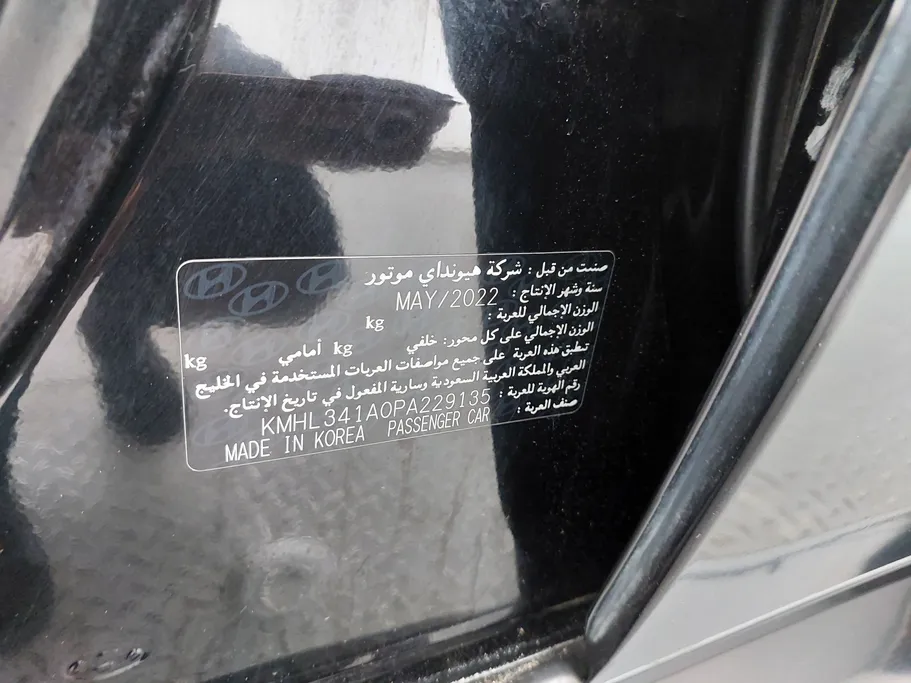 صنعت من قبل : شركة هيونداي موتور
سنة وشهر الانتاج : MAY/2022
الوزن الإجمالي للعربة : kg
الوزن الإجمالي على كل محور: خلفي kg أمامي kg
تنطبق هذه العربة على جميع مواصفات العربات المستخدمة في الخليج
العربي والمملكة العربية السعودية وسارية المفعول في تاريخ الإنتاج.
رقم الهوية للعربة : KMHL341A0PA229135
صنف العربة : PASSENGER CAR MADE IN KOREA